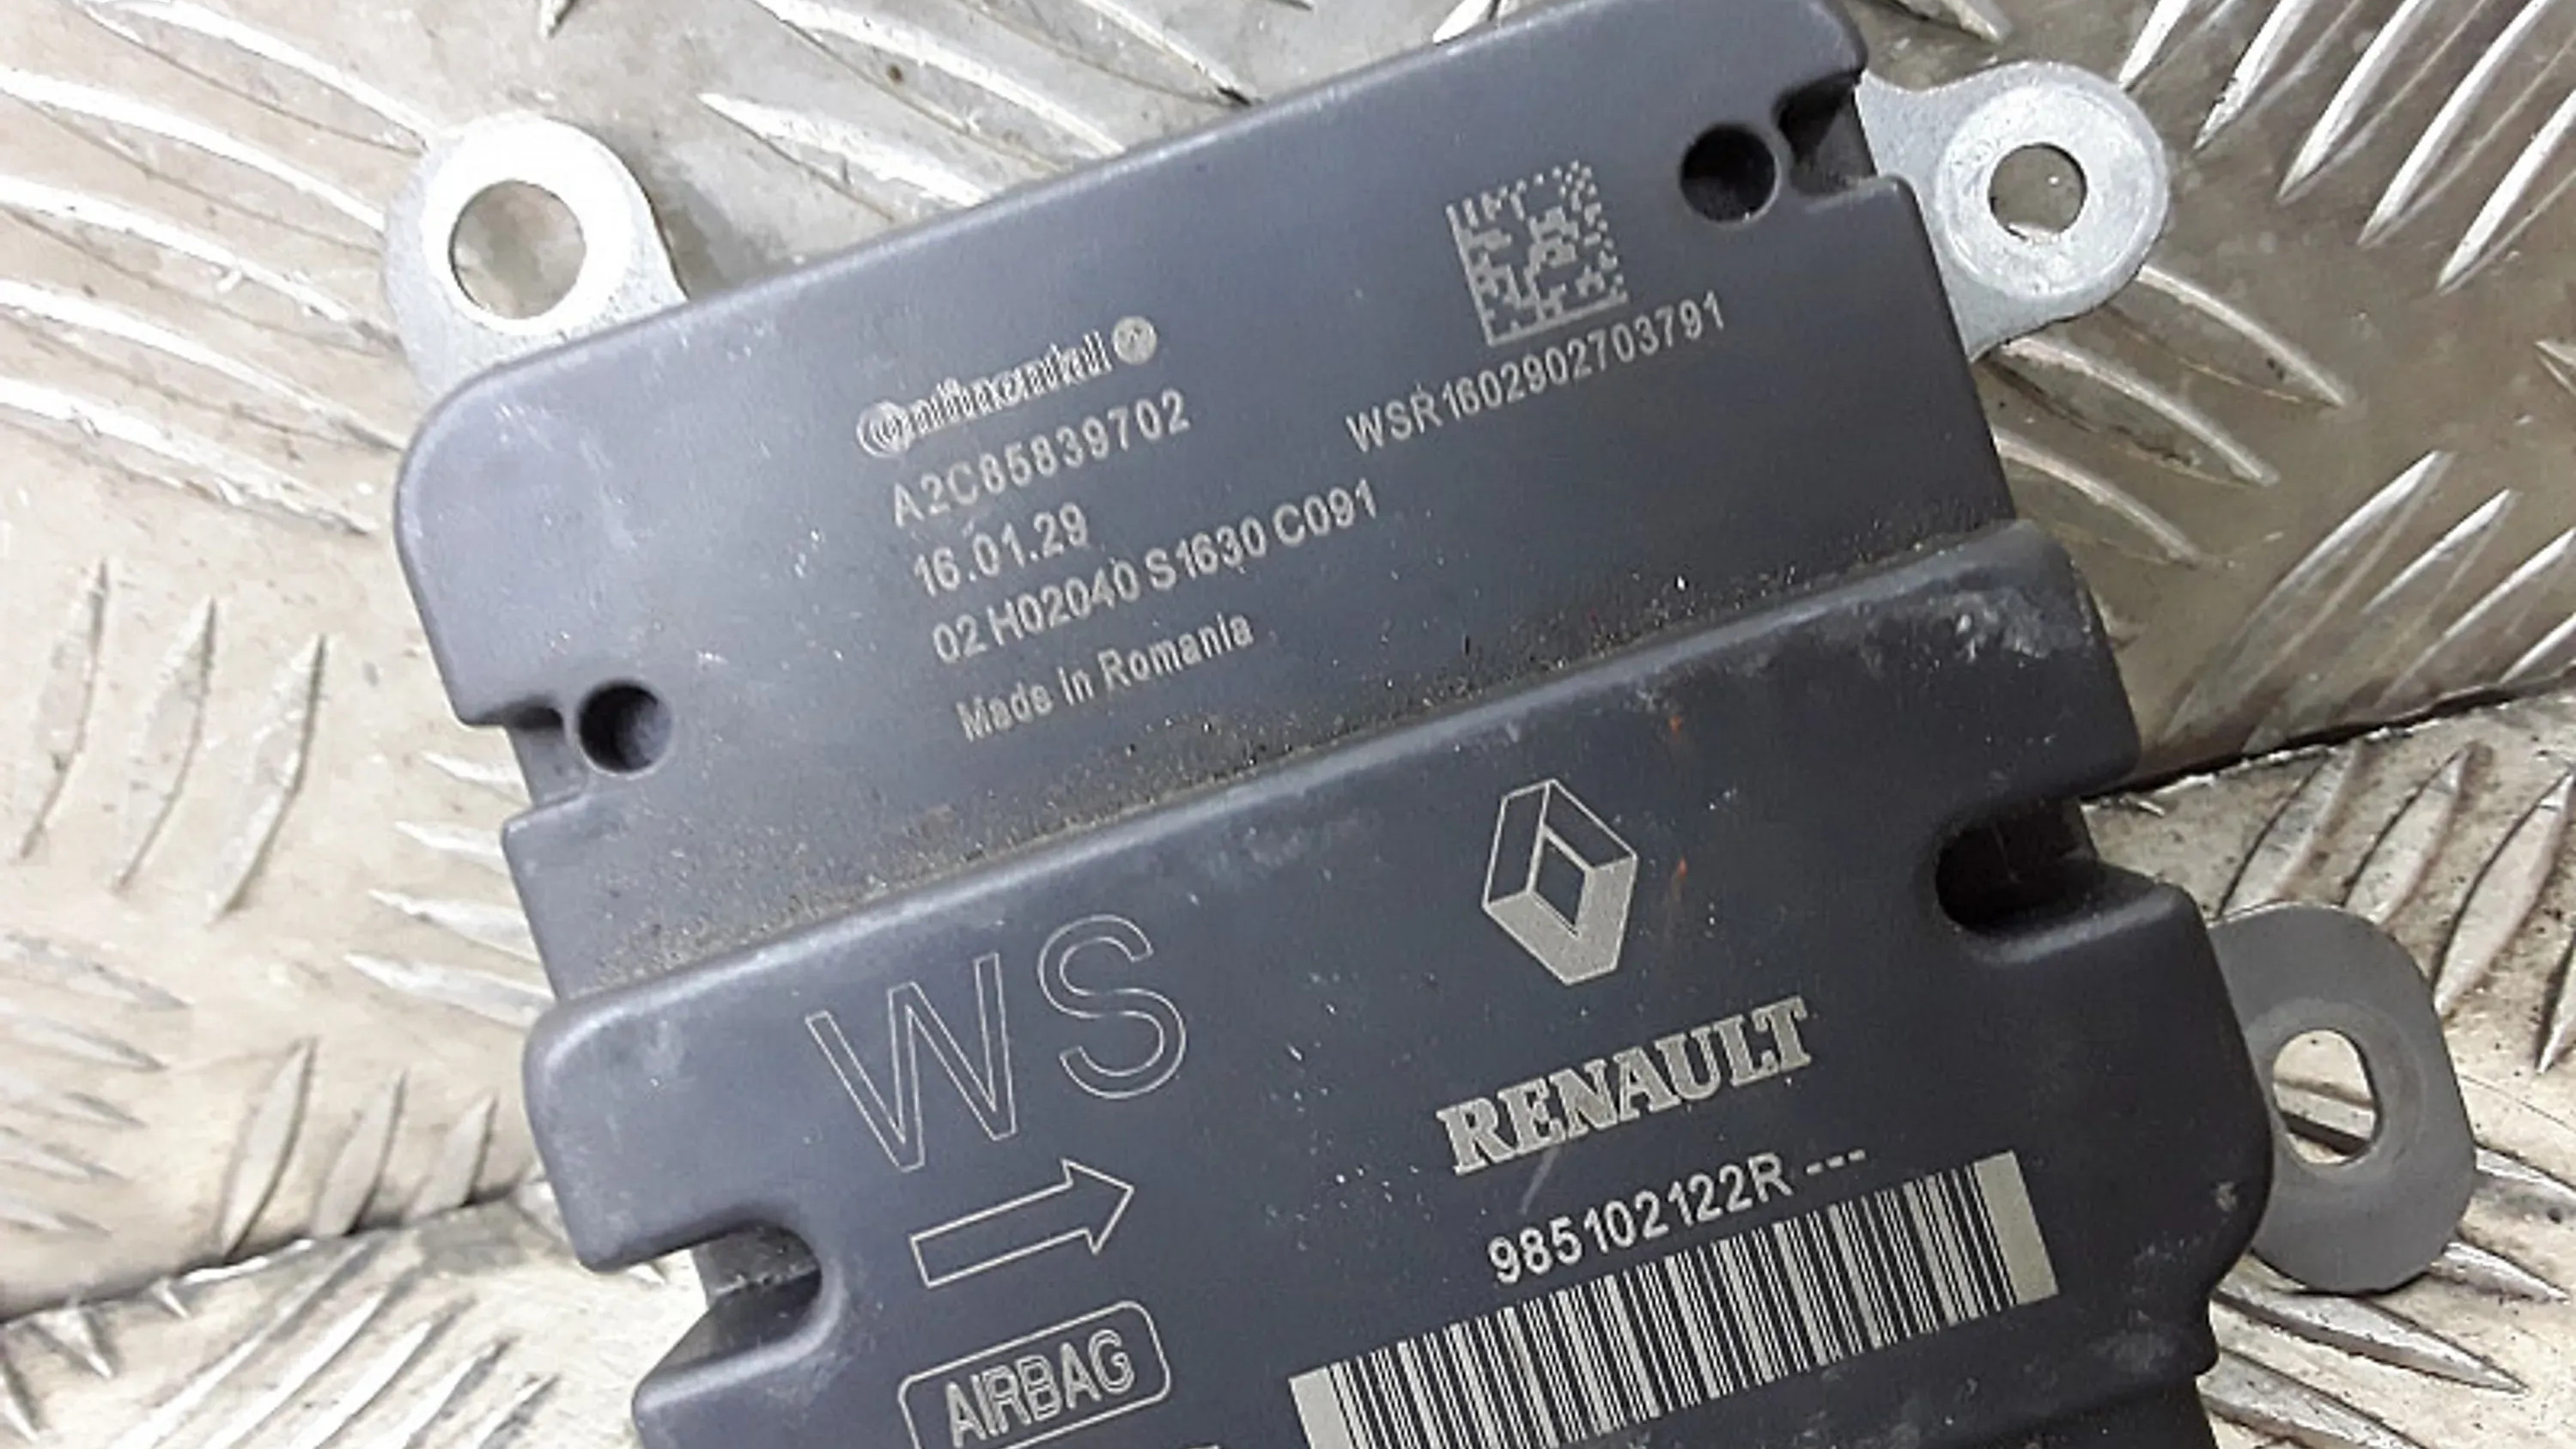 Continental
A2C85839702
16.01.29
02 H02040 S1630 C091
Made in Romania
WSR1602902703791
WS
RENAULT
985102122R ---
AIRBAG